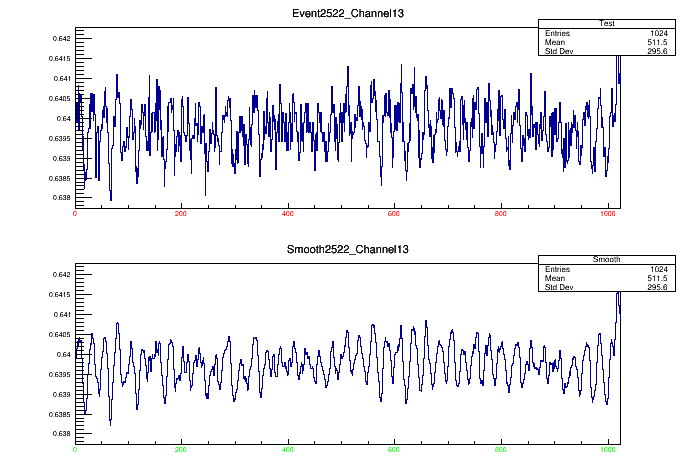 Event2522_Channel13
Test
Entries 1024
Mean 511.5
Std Dev 295.6
0.642
0.6415
0.641
0.6405
0.64
0.6395
0.639
0.6385
0.638
0 200 400 600 800 1000
Smooth2522_Channel13
Smooth
Entries 1024
Mean 511.5
Std Dev 295.6
0.642
0.6415
0.641
0.6405
0.64
0.6395
0.639
0.6385
0.638
0 200 400 600 800 1000